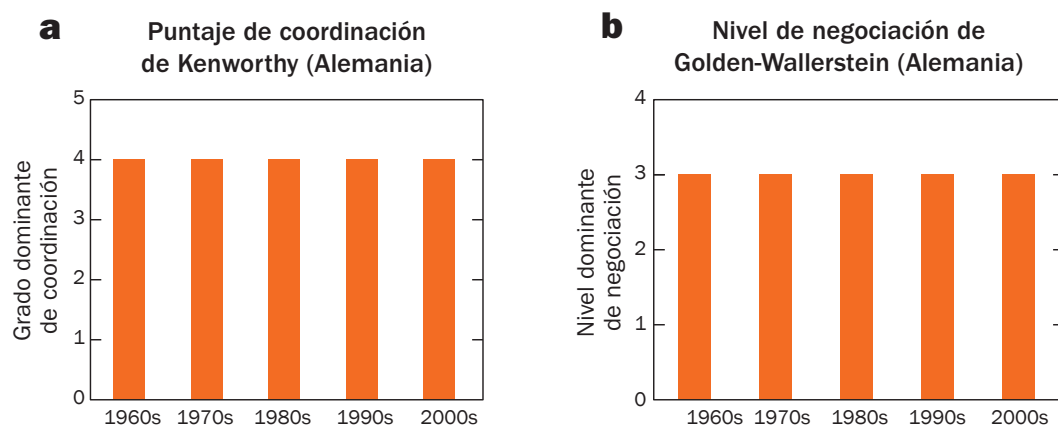 a
Puntaje de coordinación
de Kenworthy (Alemania)
Grado dominante
de coordinación
5
4
3
2
1
0
1960s 1970s 1980s 1990s 2000s
b
Nivel de negociación de
Golden-Wallerstein (Alemania)
Nivel dominante
de negociación
4
3
2
1
0
1960s 1970s 1980s 1990s 2000s